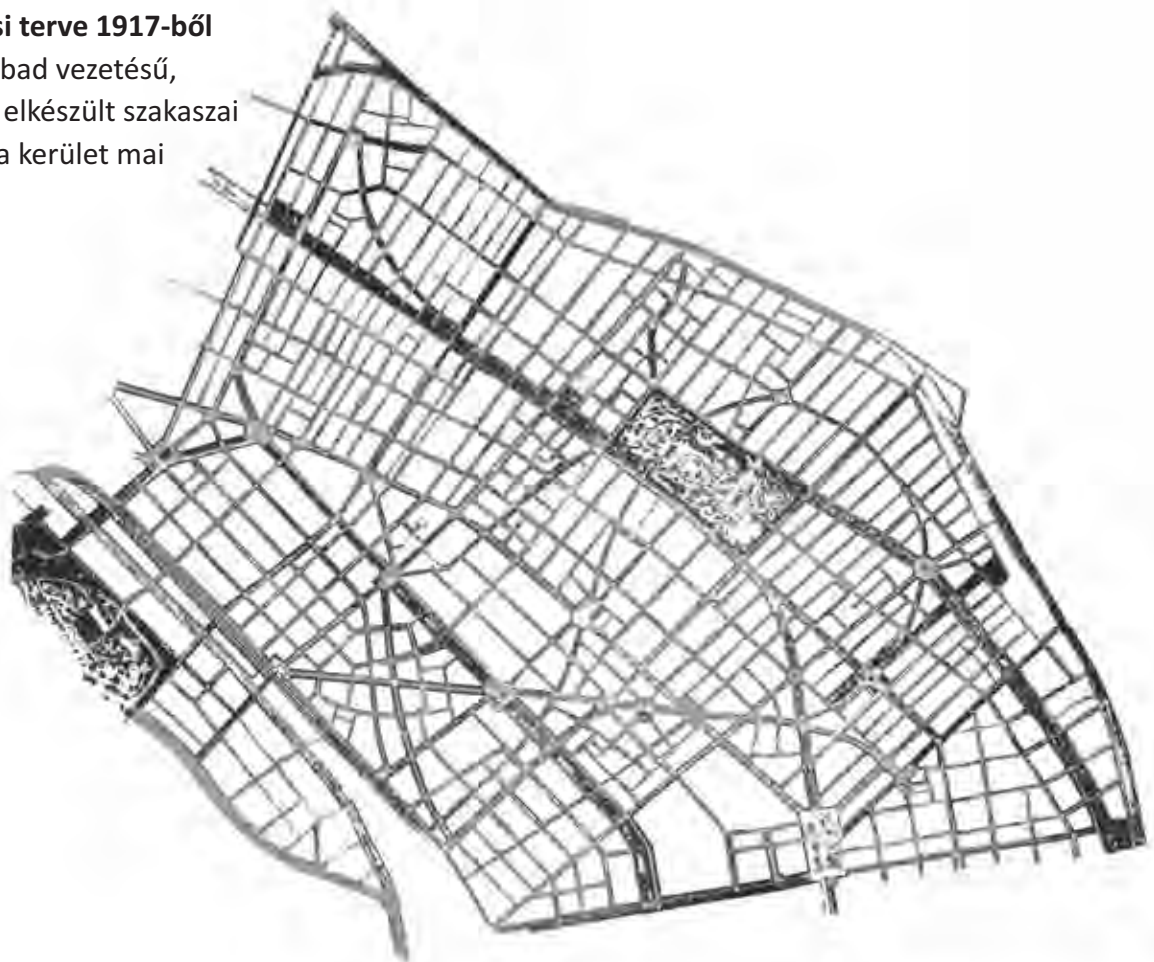 si terve 1917-ből
bad vezetésű,
elkészült szakaszai
a kerület mai